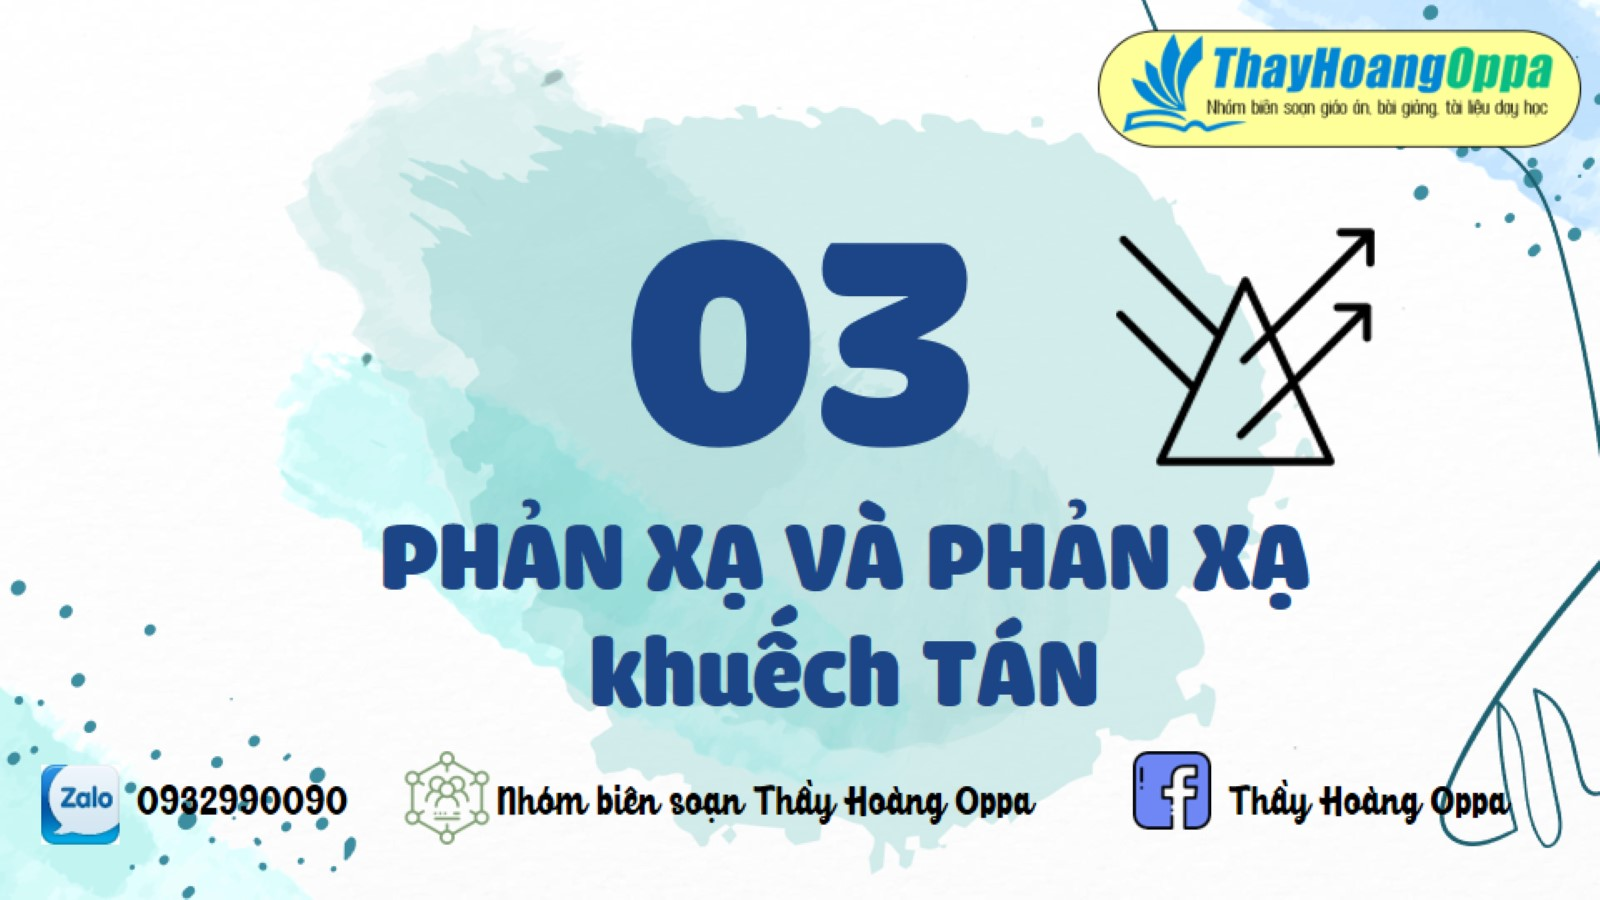 ThayHoangOppa
Nhóm biên soạn giáo án, bài giảng, tài liệu dạy học
03
PHẢN XẠ VÀ PHẢN XẠ
khuếch TÁN
Zalo 0932990090
Nhóm biên soạn Thầy Hoàng Oppa
Thầy Hoàng Oppa